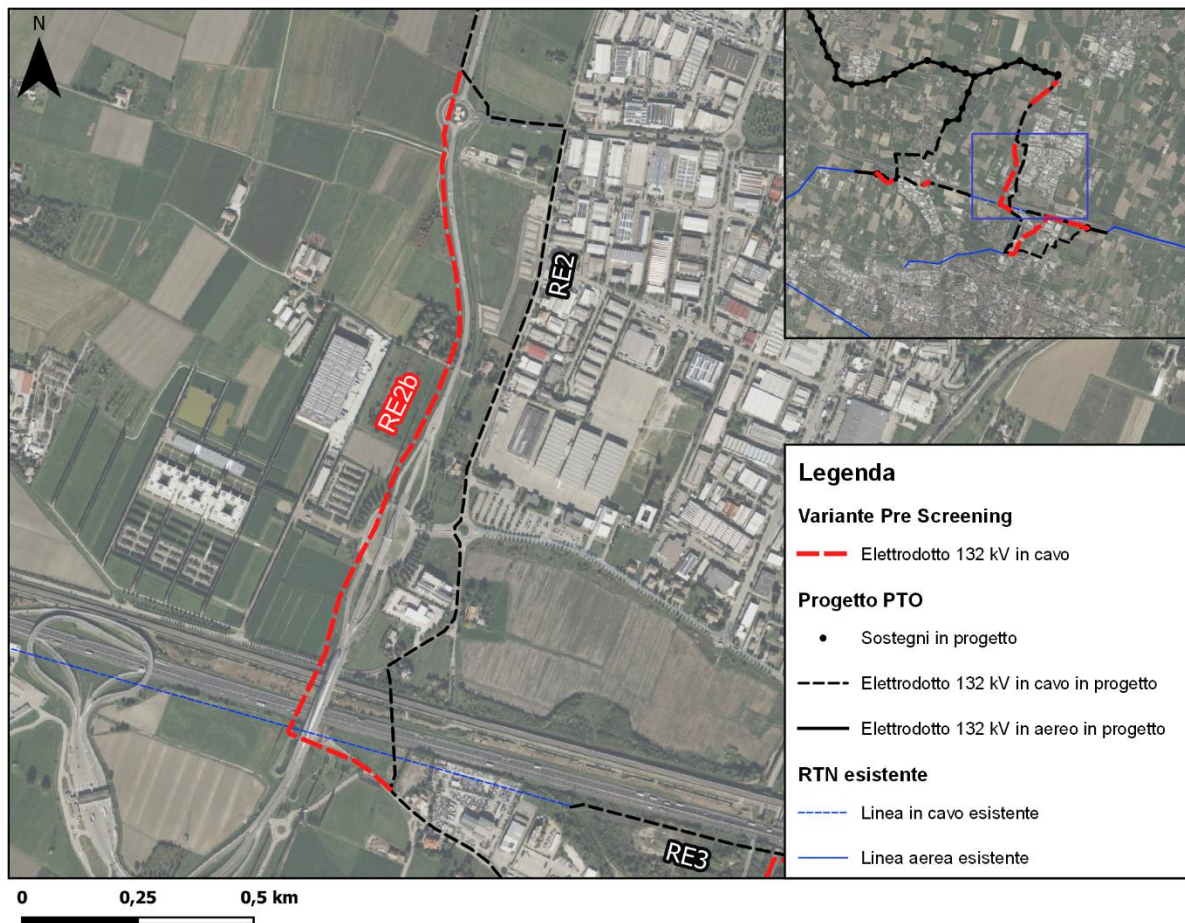 N
RE2
RE2b
RE3
Legenda
Variante Pre Screening
Elettrodotto 132 kV in cavo
Progetto PTO
Sostegni in progetto
Elettrodotto 132 kV in cavo in progetto
Elettrodotto 132 kV in aereo in progetto
RTN esistente
Linea in cavo esistente
Linea aerea esistente
0 0,25 0,5 km